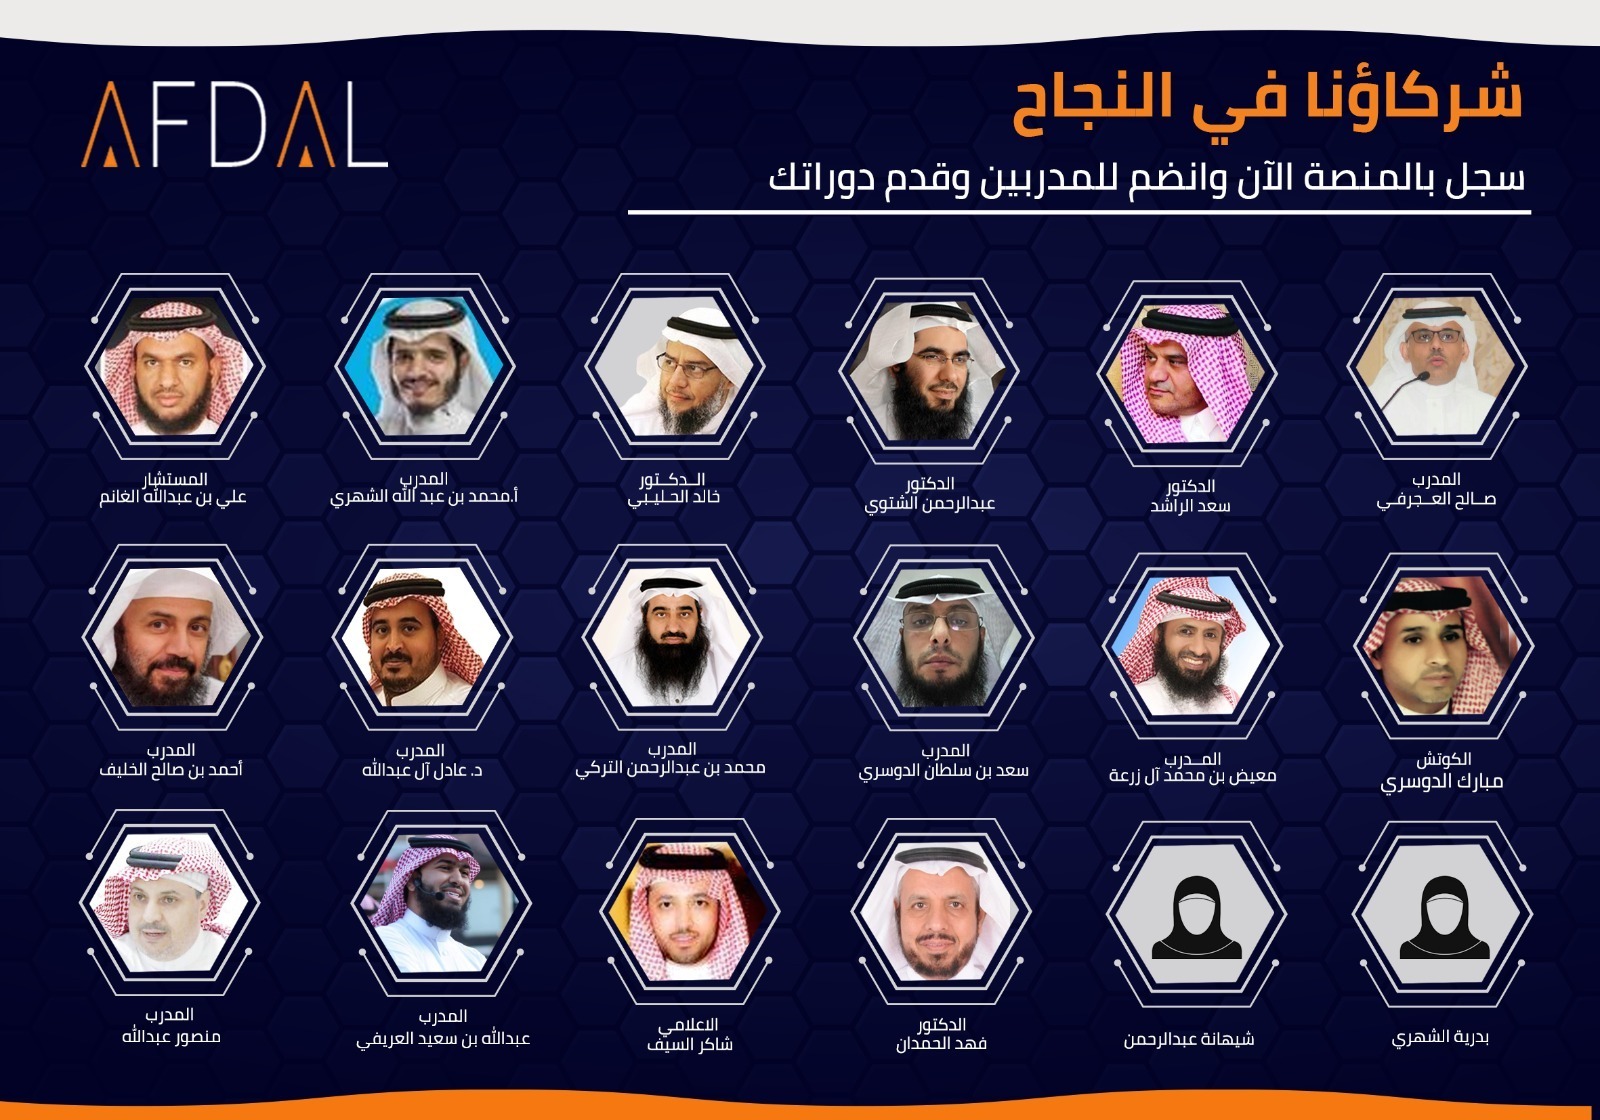 AFDAL
شركاؤنا في النجاح
سجل بالمنصة الآن وانضم للمدربين وقدم دوراتك
المدرب
صـالح العـجرفـي
الدكتور
سعد الراشد
الدكتور
عبدالرحمن الشتوي
الـدكـتور
خالد الحـليـبي
المدرب
أ.محمد بن عبد الله الشهري
المستشار
علي بن عبدالله الغانم
الكوتش
مبارك الدوسري
المــدرب
معيض بن محمد آل زرعة
المدرب
سعد بن سلطان الدوسري
المدرب
محمد بن عبدالرحمن التركي
المدرب
د. عادل آل عبدالله
المدرب
أحمد بن صالح الخليف
بدرية الشهري
شيهانة عبدالرحمن
الدكتور
فهد الحمدان
الاعلامي
شاكر السيف
المدرب
عبدالله بن سعيد العريفي
المدرب
منصور عبدالله